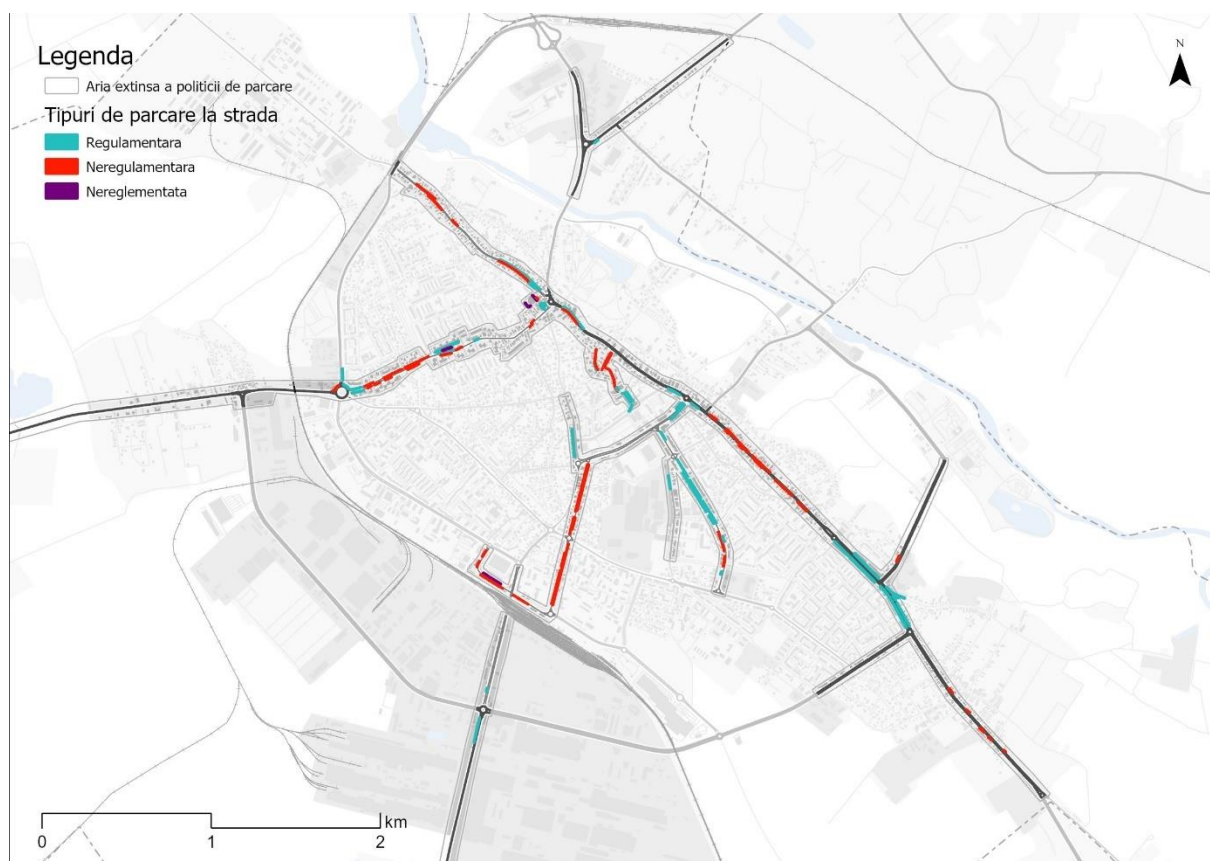 Legenda
Aria extinsa a politicii de parcare
Tipuri de parcare la strada
Regulamentara
Neregulamentara
Nereglementata
N
km
0 1 2